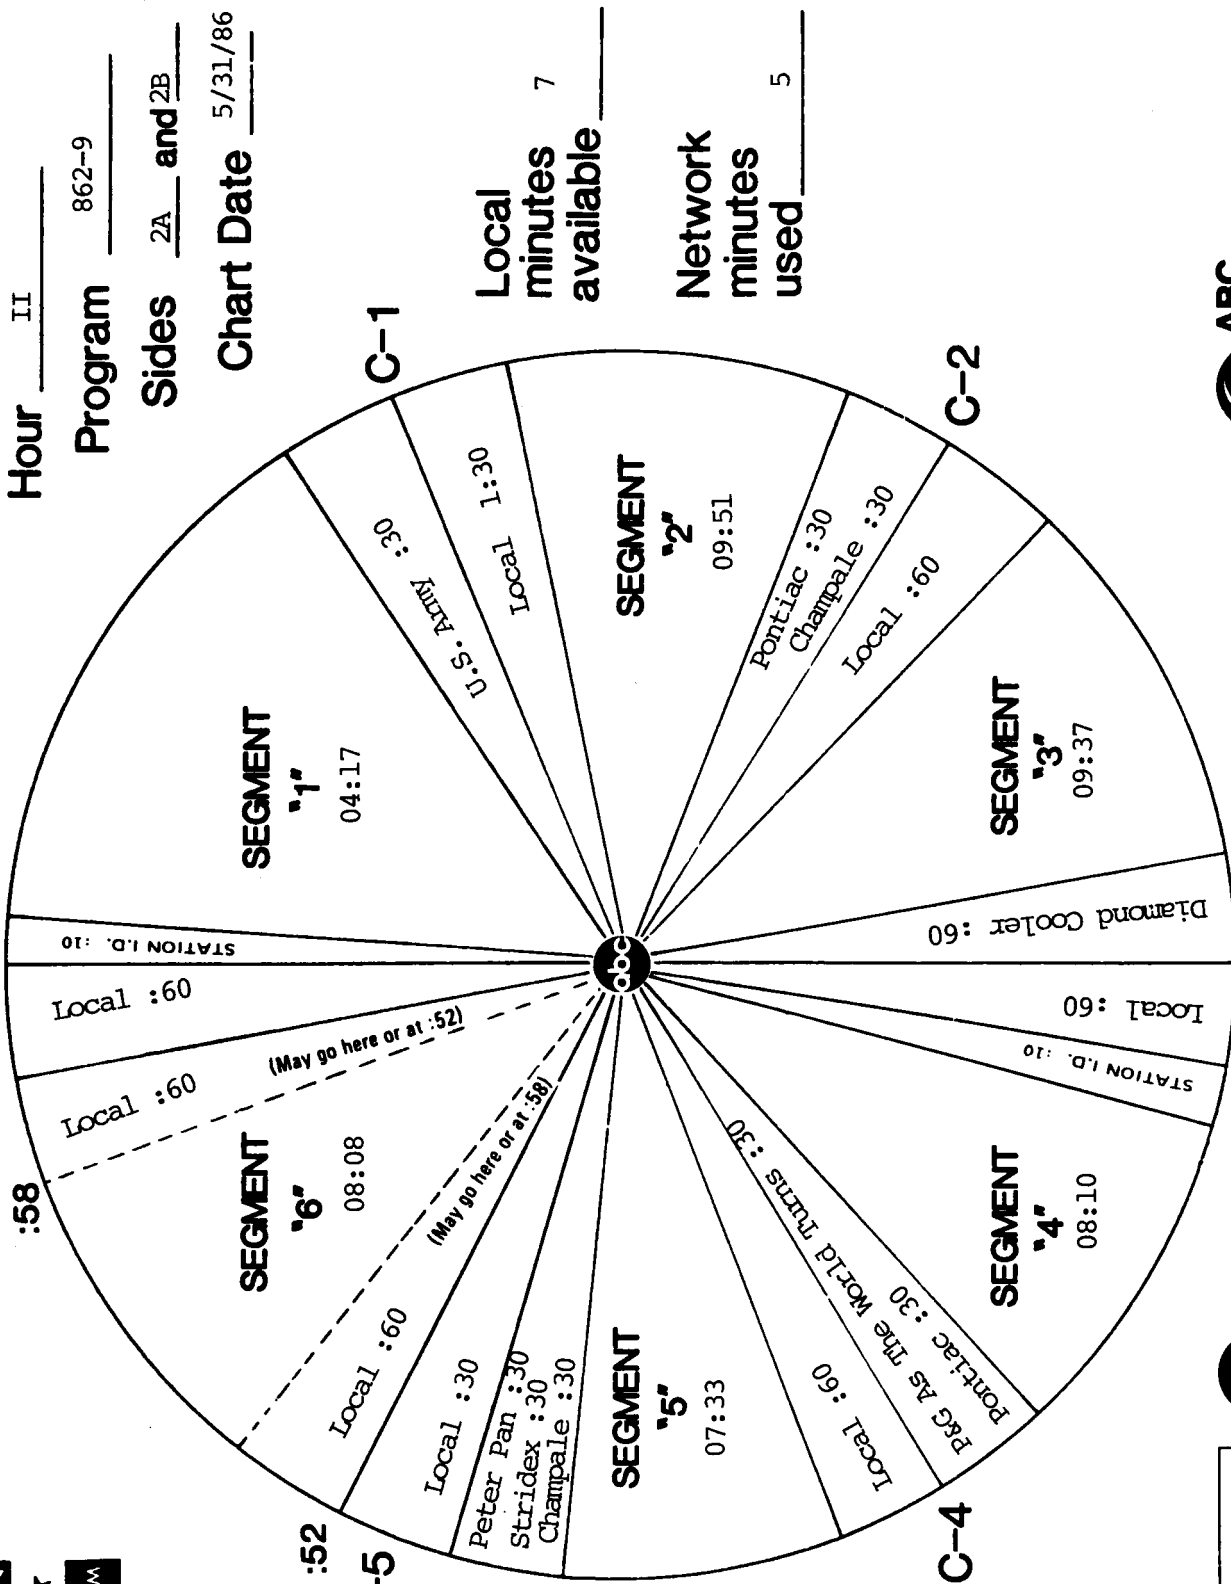 Hour II
Program 862-9
Sides 2A and 2B
Chart Date 5/31/86
Local
minutes
available 7
Network
minutes
used 5
SEGMENT
"1"
04:17
U.S. Army :30
C-1
Local 1:30
SEGMENT
"2"
09:51
Pontiac :30
Champale :30
C-2
Local :60
SEGMENT
"3"
09:37
Diamond Cooler :60
Local :60
STATION I.D. :10
SEGMENT
"4"
08:10
Pontiac :30
P&G As The World Turns :30
C-4
Local :60
SEGMENT
"5"
07:33
Champale :30
Stridex :30
Peter Pan :30
-5
Local :30
:52
Local :60
(May go here or at :58)
SEGMENT
"6"
08:08
:58
(May go here or at :52)
Local :60
Local :60
STATION I.D. :10
abc
ABC